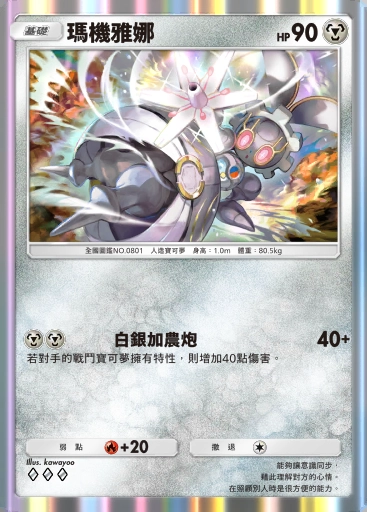 基礎 瑪機雅娜 HP 90
全國圖鑑NO.0801 人造寶可夢 身高：1.0m 體重：80.5kg
白銀加農炮 40+
若對手的戰鬥寶可夢擁有特性，則增加40點傷害。
弱點 +20 撤退
Illus. kawayoo
能夠讓意識同步，
藉此理解對方的心情。
在照顧別人時是很方便的能力。